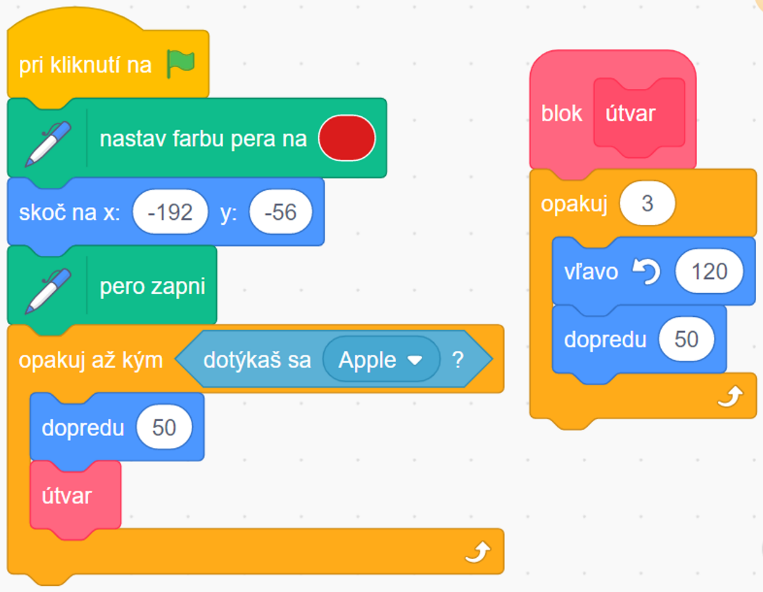 pri kliknutí na
nastav farbu pera na
skoč na x: -192 y: -56
pero zapni
opakuj až kým dotýkaš sa Apple ?
dopredu 50
útvar
blok útvar
opakuj 3
vľavo 120
dopredu 50